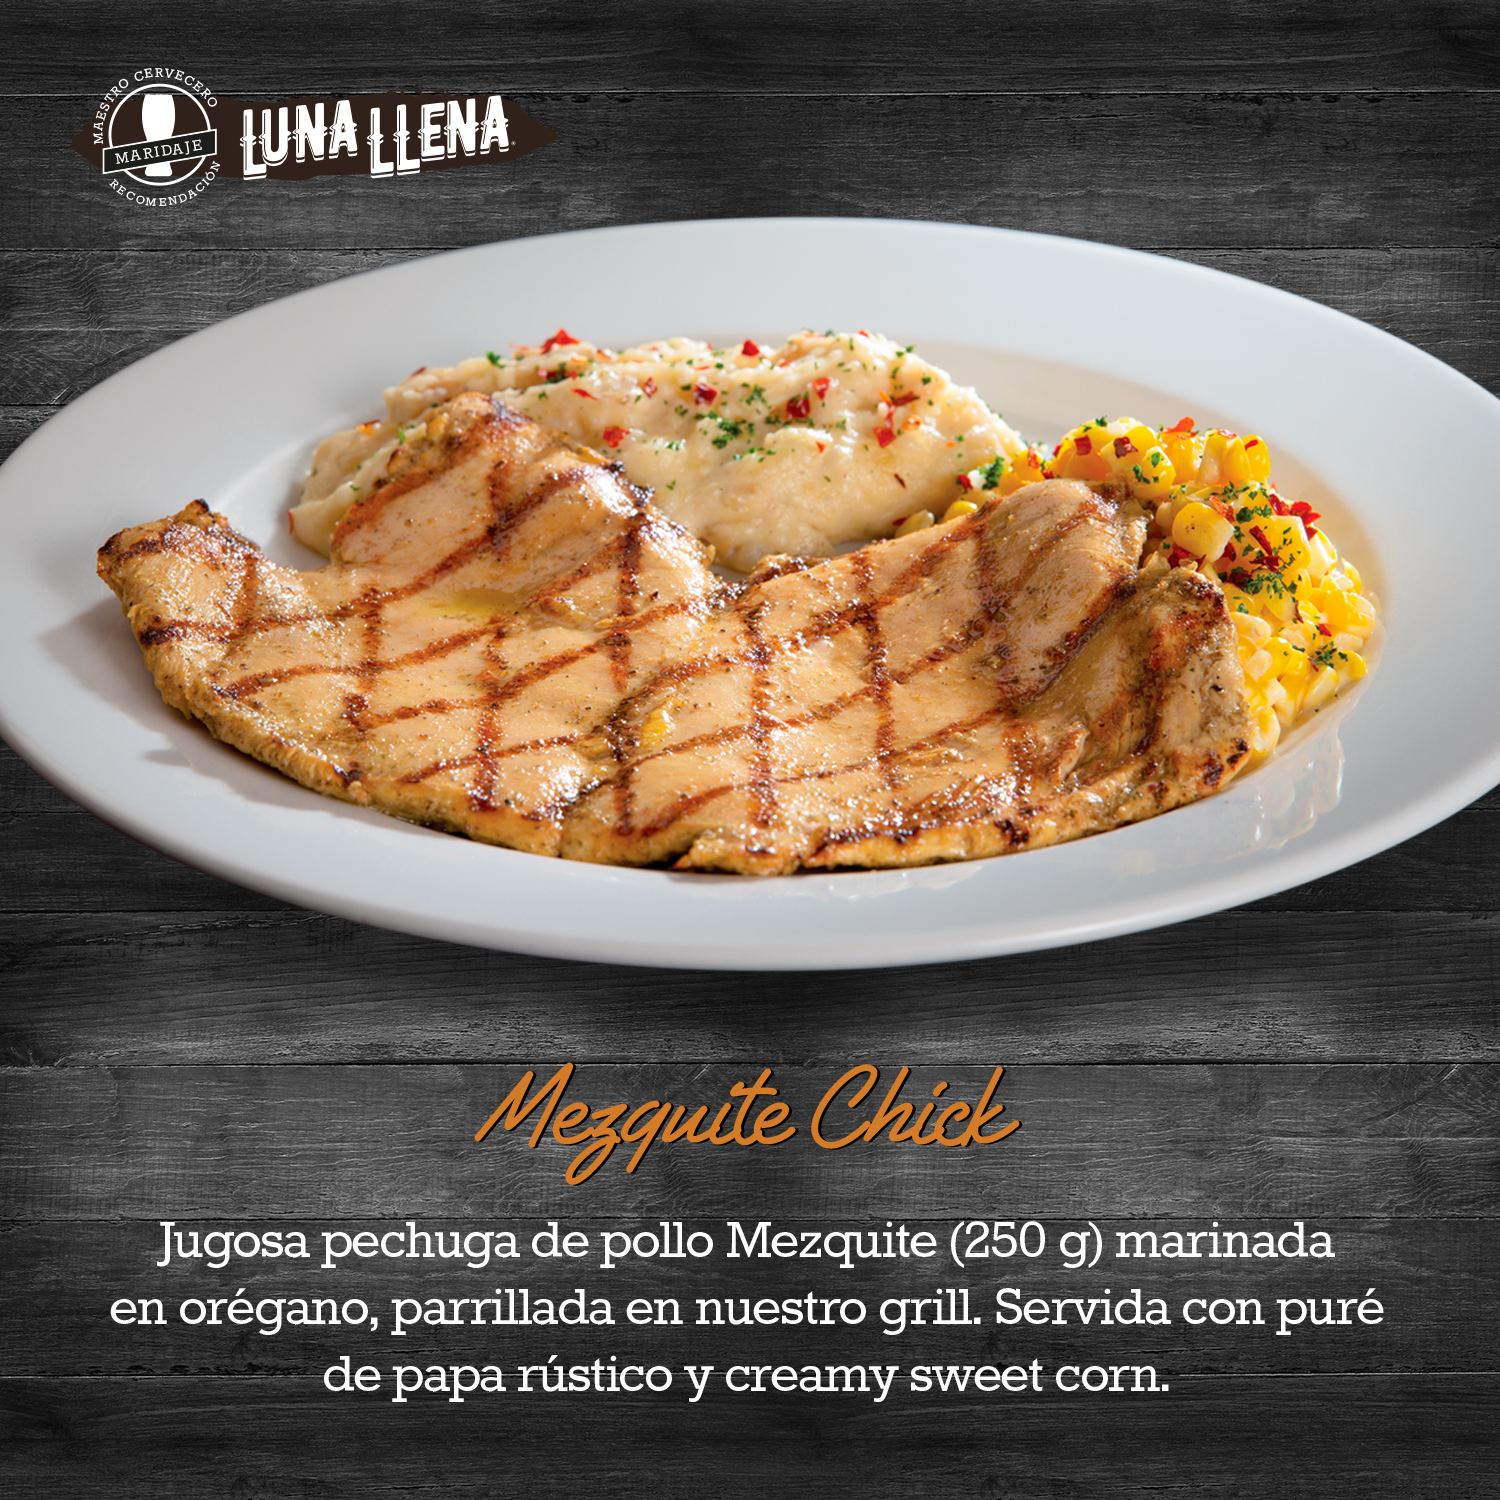 MAESTRO CERVECERO
MARIDAJE
RECOMENDACIÓN
LUNA LLENA
Mezquite Chick
Jugosa pechuga de pollo Mezquite (250 g) marinada
en orégano, parrillada en nuestro grill. Servida con puré
de papa rústico y creamy sweet corn.